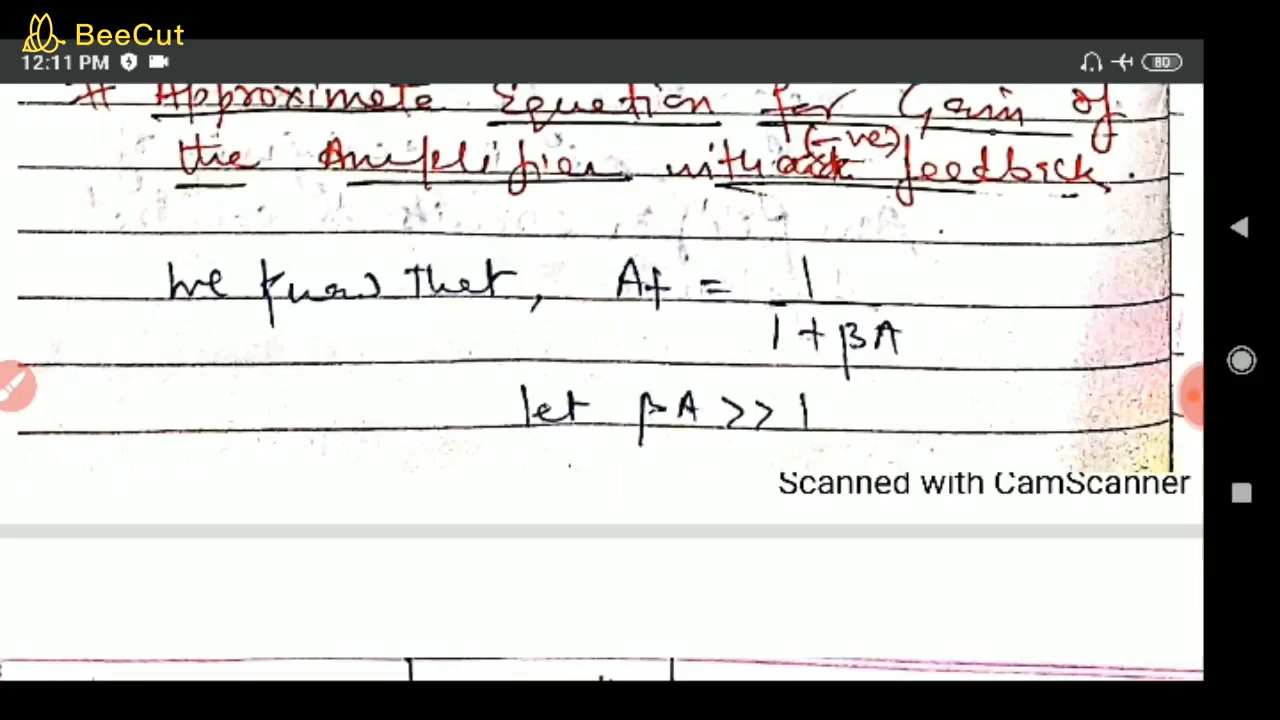 BeeCut
12:11 PM 80
# Approximate Equation for Gain of
the Amplifier with (-ve) feedback.
We know that, Af = 1 / 1 + βA
let βA >> 1
Scanned with CamScanner